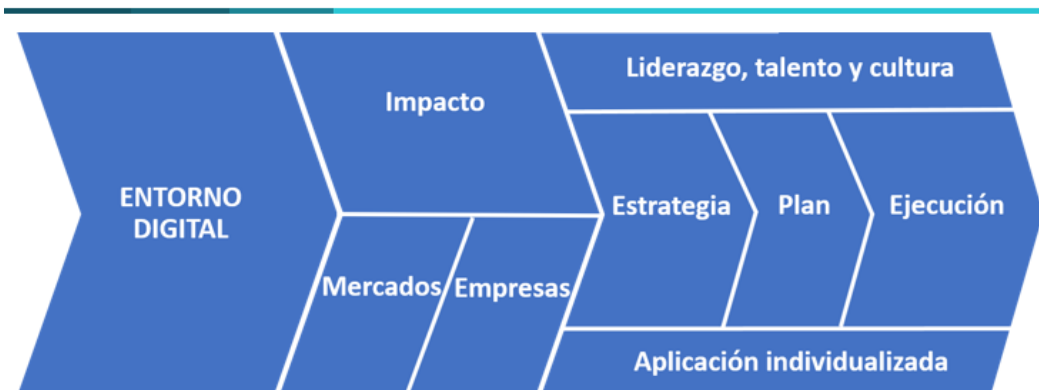 ENTORNO
DIGITAL
Impacto
Mercados
Empresas
Liderazgo, talento y cultura
Estrategia
Plan
Ejecución
Aplicación individualizada